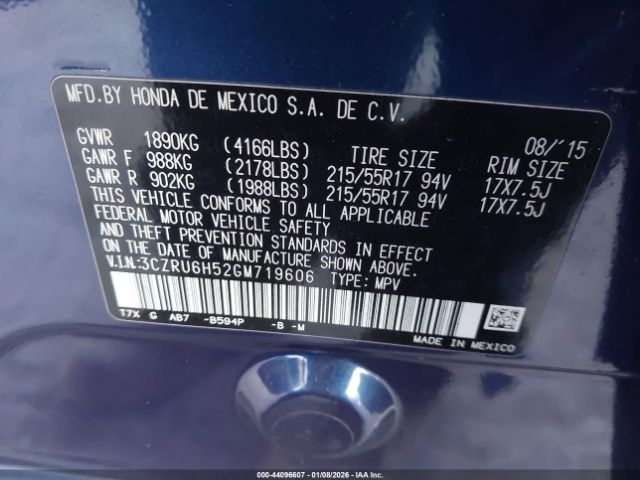 MFD.BY HONDA DE MEXICO S.A. DE C.V.
08/'15
GVWR 1890KG (4166LBS) TIRE SIZE RIM SIZE
GAWR F 988KG (2178LBS) 215/55R17 94V 17X7.5J
GAWR R 902KG (1988LBS) 215/55R17 94V 17X7.5J
THIS VEHICLE CONFORMS TO ALL APPLICABLE
FEDERAL MOTOR VEHICLE SAFETY
AND THEFT PREVENTION STANDARDS IN EFFECT
ON THE DATE OF MANUFACTURE SHOWN ABOVE.
V.I.N.:3CZRU6H52GM719606 TYPE: MPV
T7X G AB7 -B594P -B -M
MADE IN MEXICO
000-44096607 - 01/08/2026 - IAAI.com